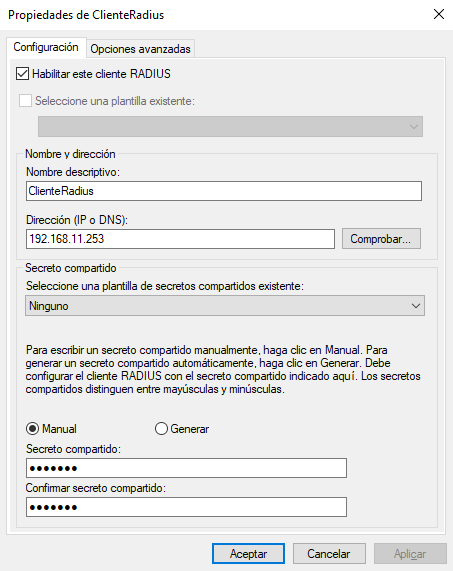 Propiedades de ClienteRadius
Configuración Opciones avanzadas
Habilitar este cliente RADIUS
Seleccione una plantilla existente:
Nombre y dirección
Nombre descriptivo:
ClienteRadius
Dirección (IP o DNS):
192.168.11.253 Comprobar...
Secreto compartido
Seleccione una plantilla de secretos compartidos existente:
Ninguno
Para escribir un secreto compartido manualmente, haga clic en Manual. Para
generar un secreto compartido automáticamente, haga clic en Generar. Debe
configurar el cliente RADIUS con el secreto compartido indicado aquí. Los secretos
compartidos distinguen entre mayúsculas y minúsculas.
Manual Generar
Secreto compartido:
●●●●●●●
Confirmar secreto compartido:
●●●●●●●
Aceptar Cancelar Aplicar